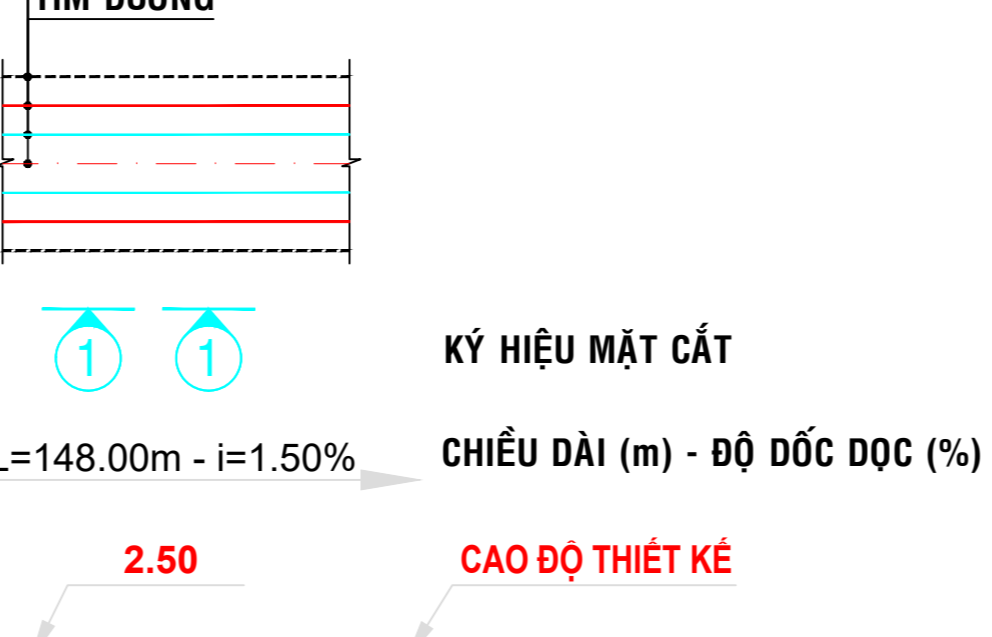 TIM ĐƯỜNG
1 1 KÝ HIỆU MẶT CẮT
L=148.00m - i=1.50% CHIỀU DÀI (m) - ĐỘ DỐC DỌC (%)
2.50 CAO ĐỘ THIẾT KẾ